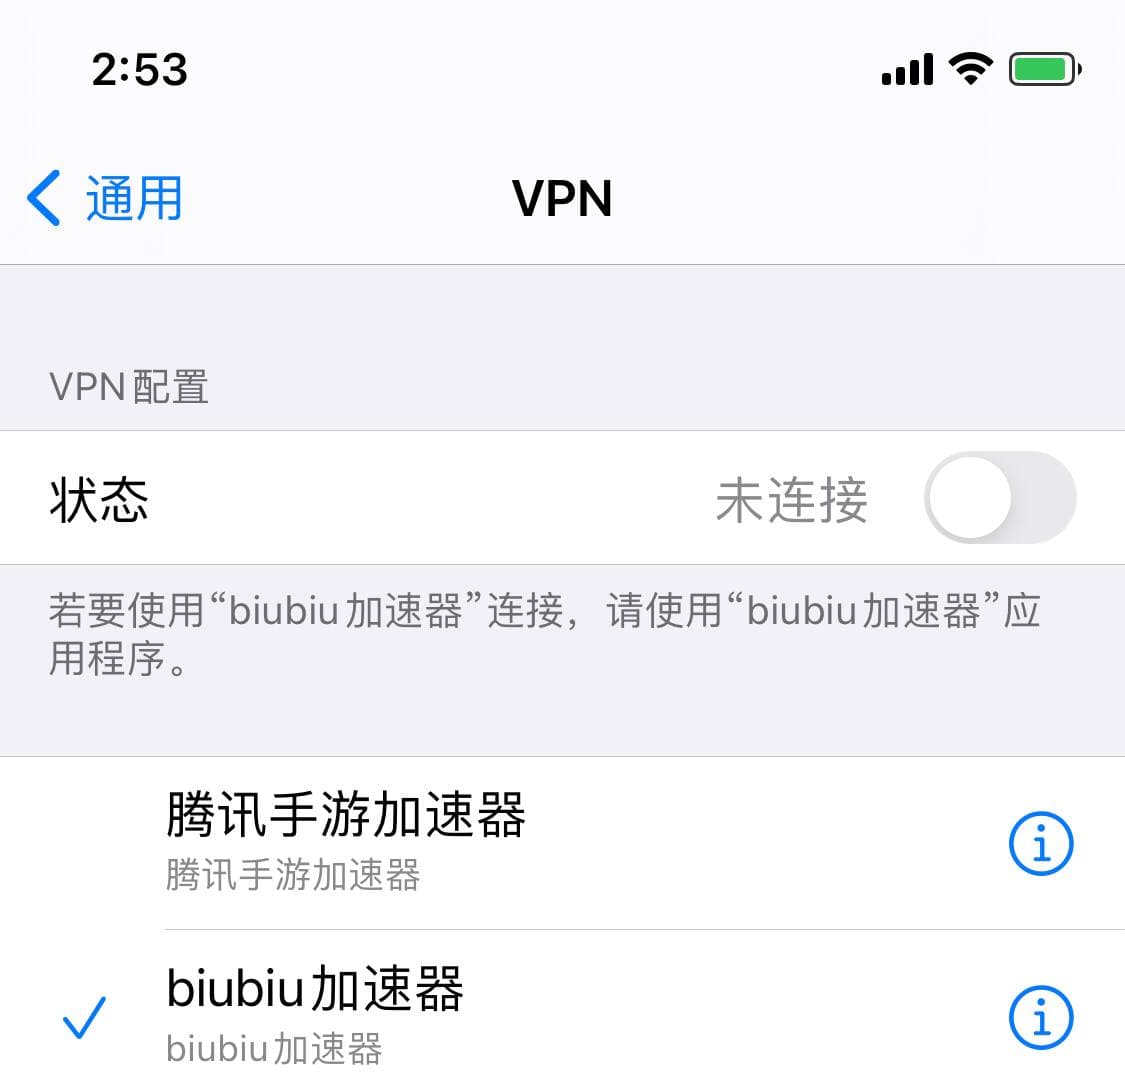 2:53
通用
VPN
VPN配置
状态
未连接
若要使用“biubiu加速器”连接，请使用“biubiu加速器”应
用程序。
腾讯手游加速器
腾讯手游加速器
biubiu加速器
biubiu加速器